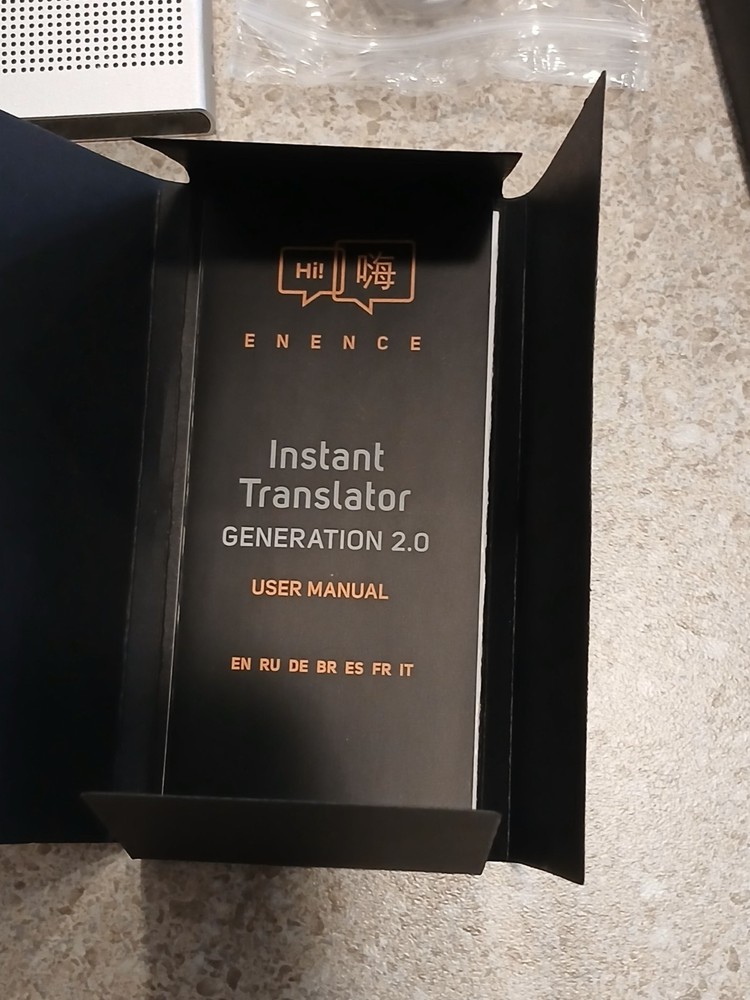 Hi! 嗨
ENENCE
Instant
Translator
GENERATION 2.0
USER MANUAL
EN RU DE BR ES FR IT